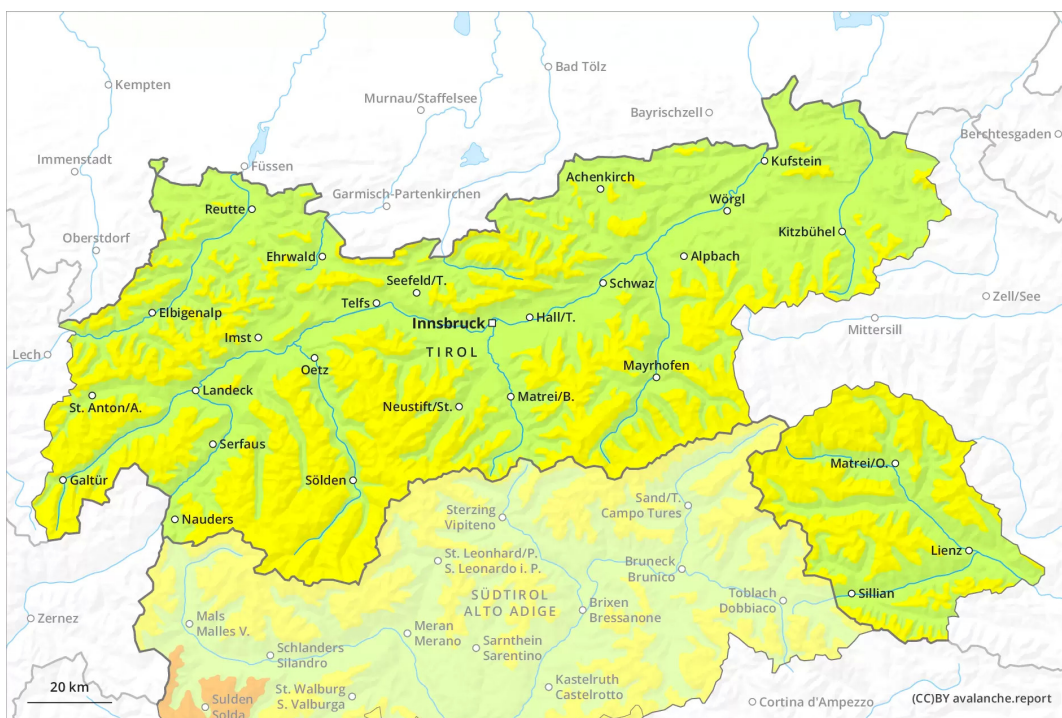 Kempten
Bad Tölz
Murnau/Staffelsee
Bayrischzell
Berchtesgaden
Immenstadt
Füssen
Kufstein
Achenkirch
Garmisch-Partenkirchen
Wörgl
Reutte
Oberstdorf
Kitzbühel
Ehrwald
Alpbach
Seefeld/T.
Schwaz
Zell/See
Telfs
Elbigenalp
Hall/T.
Innsbruck
Mittersill
Imst
Lech
TIROL
Oetz
Mayrhofen
Landeck
St. Anton/A.
Neustift/St.
Matrei/B.
Serfaus
Matrei/O.
Galtür
Sölden
Sand/T.
Campo Tures
Sterzing
Vipiteno
Nauders
Lienz
St. Leonhard/P.
S. Leonardo i. P.
Bruneck
Brunico
SÜDTIROL
ALTO ADIGE
Sillian
Toblach
Dobbiaco
Brixen
Bressanone
Zernez
Mals
Malles V.
Meran
Merano
Sarnthein
Sarentino
Schlanders
Silandro
Kastelruth
Castelrotto
20 km
St. Walburg
S. Valburga
Sulden
Solda
Cortina d'Ampezzo
(CC)BY avalanche.report